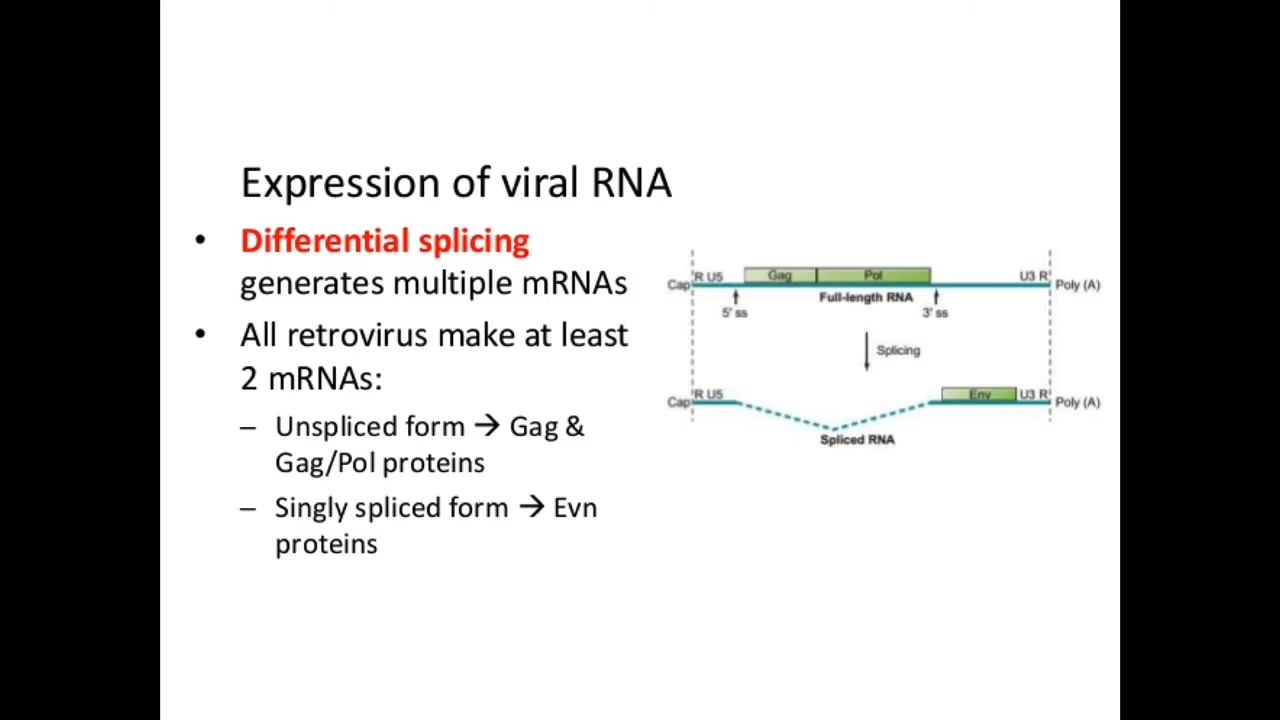 Expression of viral RNA
• Differential splicing
generates multiple mRNAs
• All retrovirus make at least
2 mRNAs:
– Unspliced form → Gag &
Gag/Pol proteins
– Singly spliced form → Evn
proteins
Cap R U5 Gag Pol U3 R Poly (A)
Full-length RNA
5' ss 3' ss
Splicing
Cap R U5 Env U3 R Poly (A)
Spliced RNA